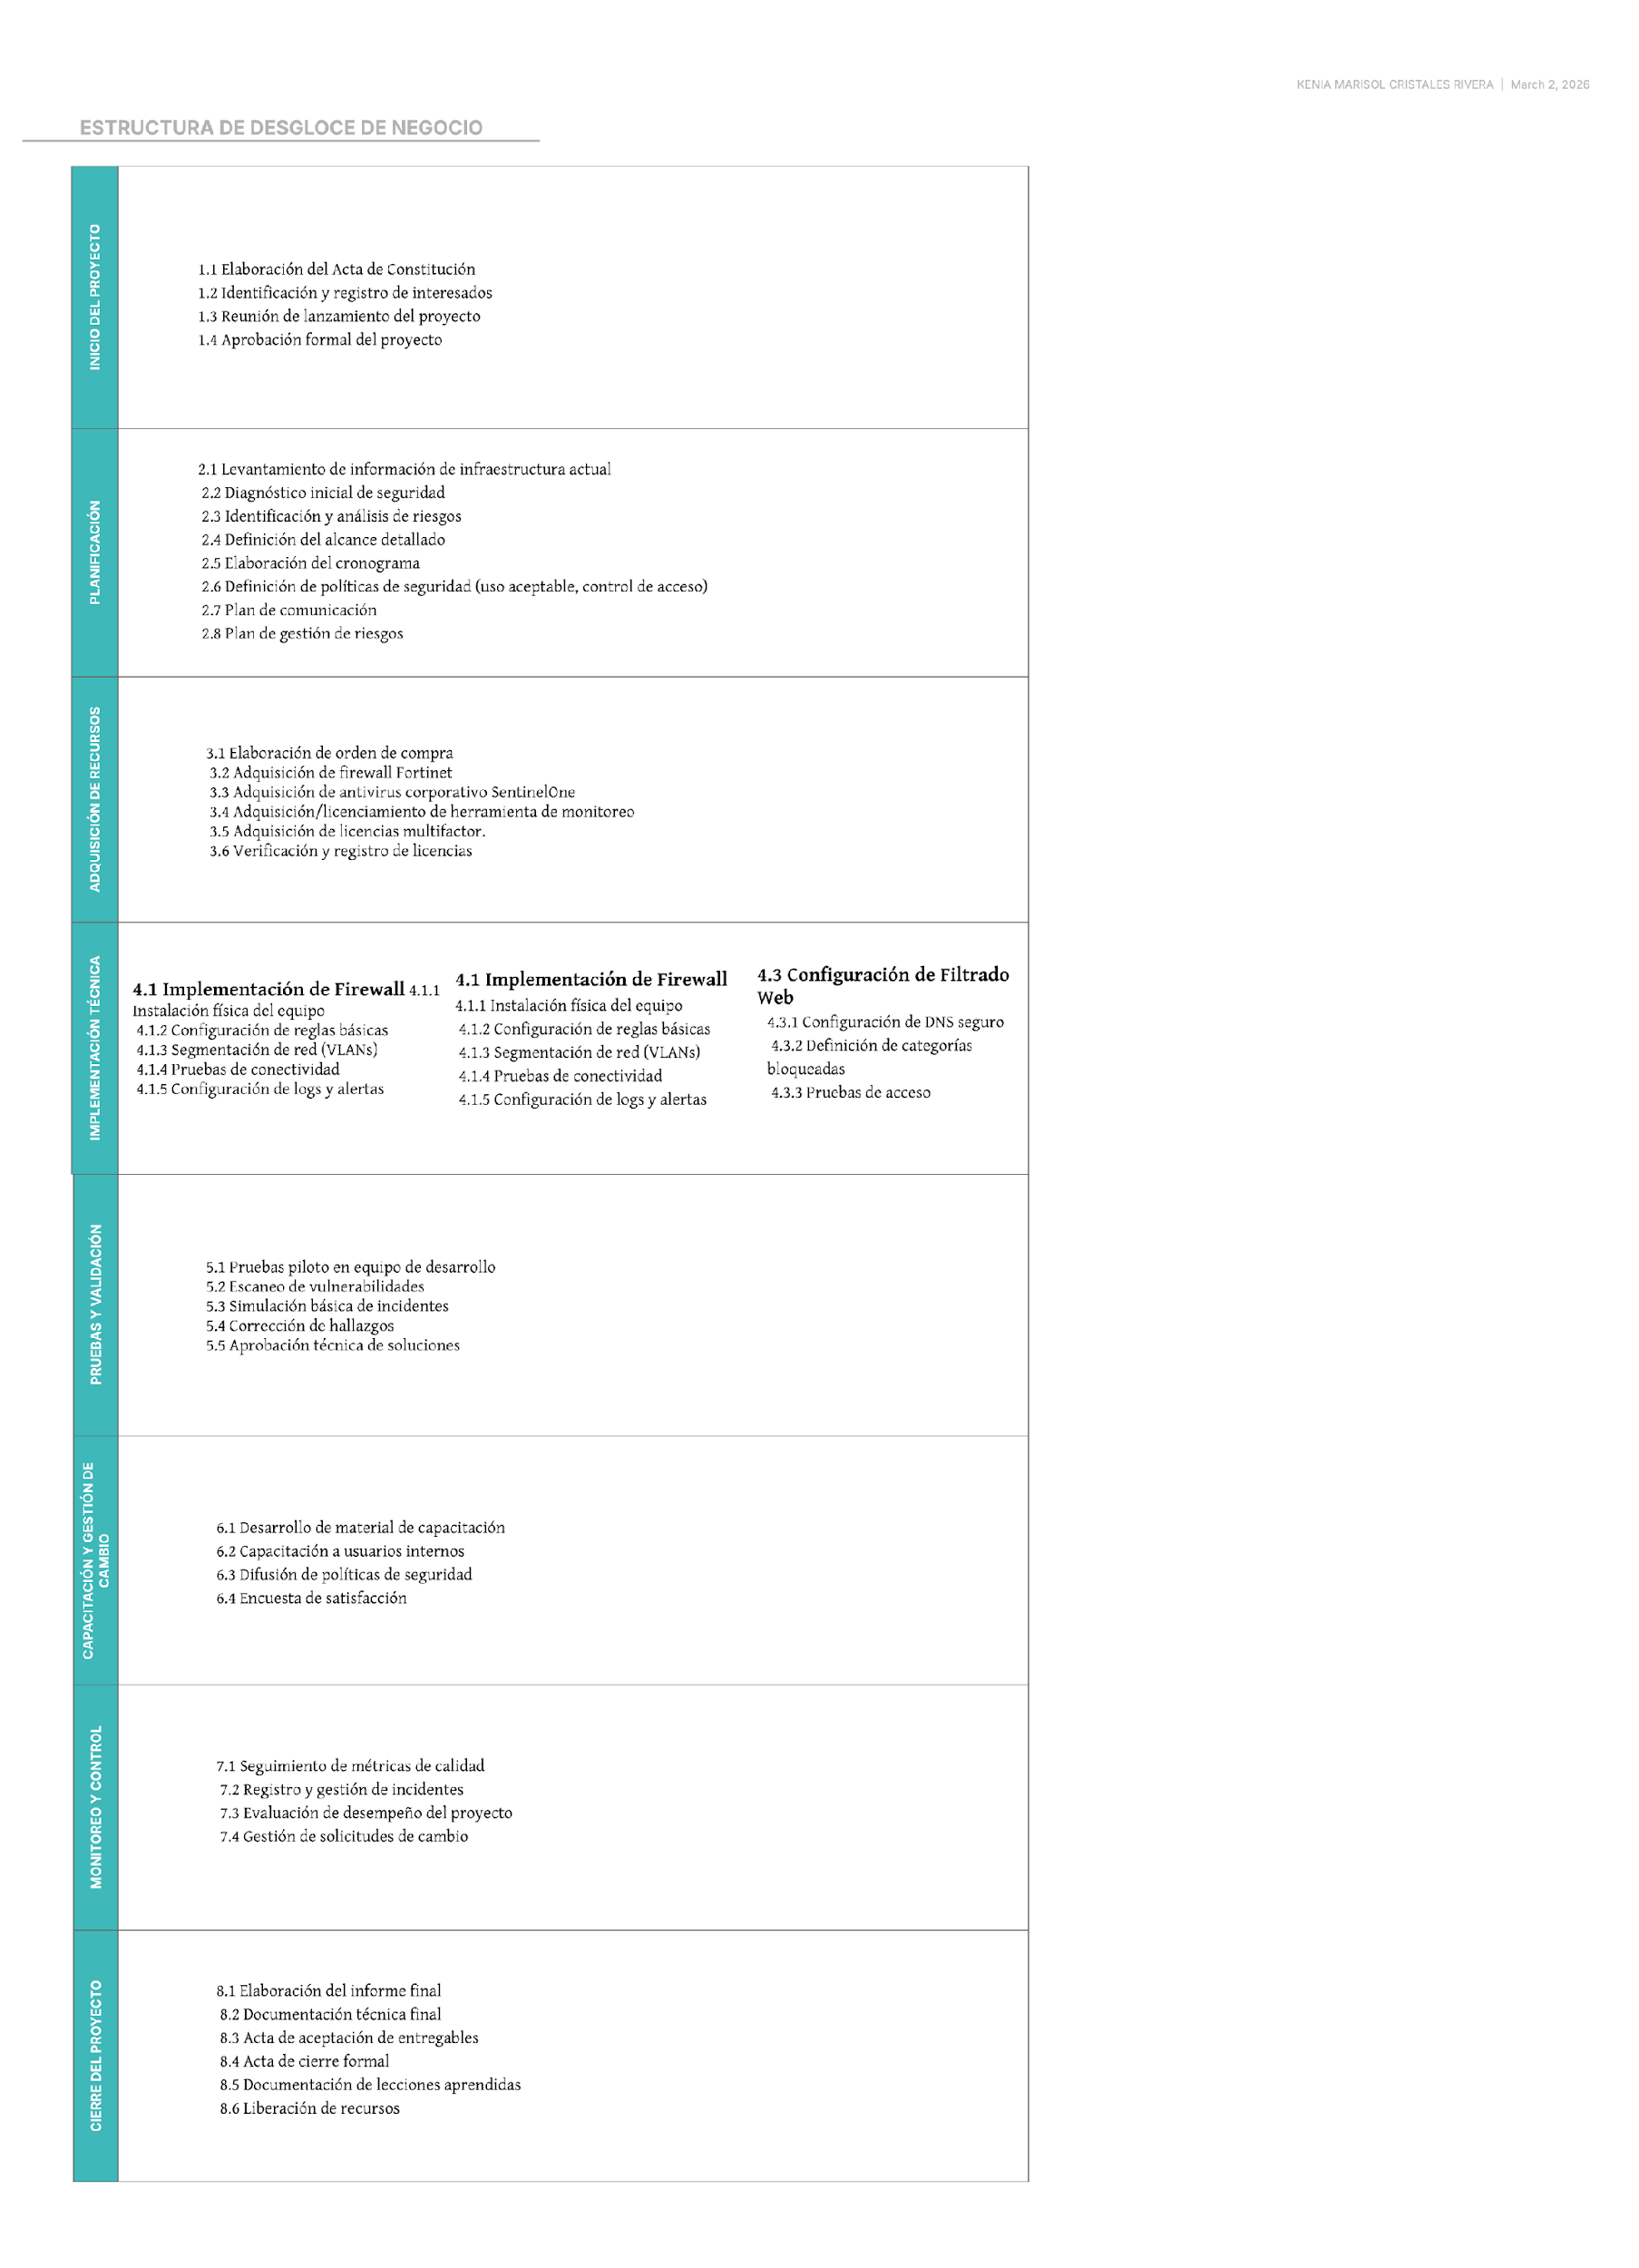 KENIA MARISOL CRISTALES RIVERA | March 2, 2026
ESTRUCTURA DE DESGLOCE DE NEGOCIO
INICIO DEL PROYECTO
1.1 Elaboración del Acta de Constitución
1.2 Identificación y registro de interesados
1.3 Reunión de lanzamiento del proyecto
1.4 Aprobación formal del proyecto
PLANIFICACIÓN
2.1 Levantamiento de información de infraestructura actual
2.2 Diagnóstico inicial de seguridad
2.3 Identificación y análisis de riesgos
2.4 Definición del alcance detallado
2.5 Elaboración del cronograma
2.6 Definición de políticas de seguridad (uso aceptable, control de acceso)
2.7 Plan de comunicación
2.8 Plan de gestión de riesgos
ADQUISICIÓN DE RECURSOS
3.1 Elaboración de orden de compra
3.2 Adquisición de firewall Fortinet
3.3 Adquisición de antivirus corporativo SentinelOne
3.4 Adquisición/licenciamiento de herramienta de monitoreo
3.5 Adquisición de licencias multifactor.
3.6 Verificación y registro de licencias
IMPLEMENTACIÓN TÉCNICA
4.1 Implementación de Firewall 4.1.1
Instalación física del equipo
4.1.2 Configuración de reglas básicas
4.1.3 Segmentación de red (VLANs)
4.1.4 Pruebas de conectividad
4.1.5 Configuración de logs y alertas
4.1 Implementación de Firewall
4.1.1 Instalación física del equipo
4.1.2 Configuración de reglas básicas
4.1.3 Segmentación de red (VLANs)
4.1.4 Pruebas de conectividad
4.1.5 Configuración de logs y alertas
4.3 Configuración de Filtrado
Web
4.3.1 Configuración de DNS seguro
4.3.2 Definición de categorías
bloqueadas
4.3.3 Pruebas de acceso
PRUEBAS Y VALIDACIÓN
5.1 Pruebas piloto en equipo de desarrollo
5.2 Escaneo de vulnerabilidades
5.3 Simulación básica de incidentes
5.4 Corrección de hallazgos
5.5 Aprobación técnica de soluciones
CAPACITACIÓN Y GESTIÓN DE
CAMBIO
6.1 Desarrollo de material de capacitación
6.2 Capacitación a usuarios internos
6.3 Difusión de políticas de seguridad
6.4 Encuesta de satisfacción
MONITOREO Y CONTROL
7.1 Seguimiento de métricas de calidad
7.2 Registro y gestión de incidentes
7.3 Evaluación de desempeño del proyecto
7.4 Gestión de solicitudes de cambio
CIERRE DEL PROYECTO
8.1 Elaboración del informe final
8.2 Documentación técnica final
8.3 Acta de aceptación de entregables
8.4 Acta de cierre formal
8.5 Documentación de lecciones aprendidas
8.6 Liberación de recursos